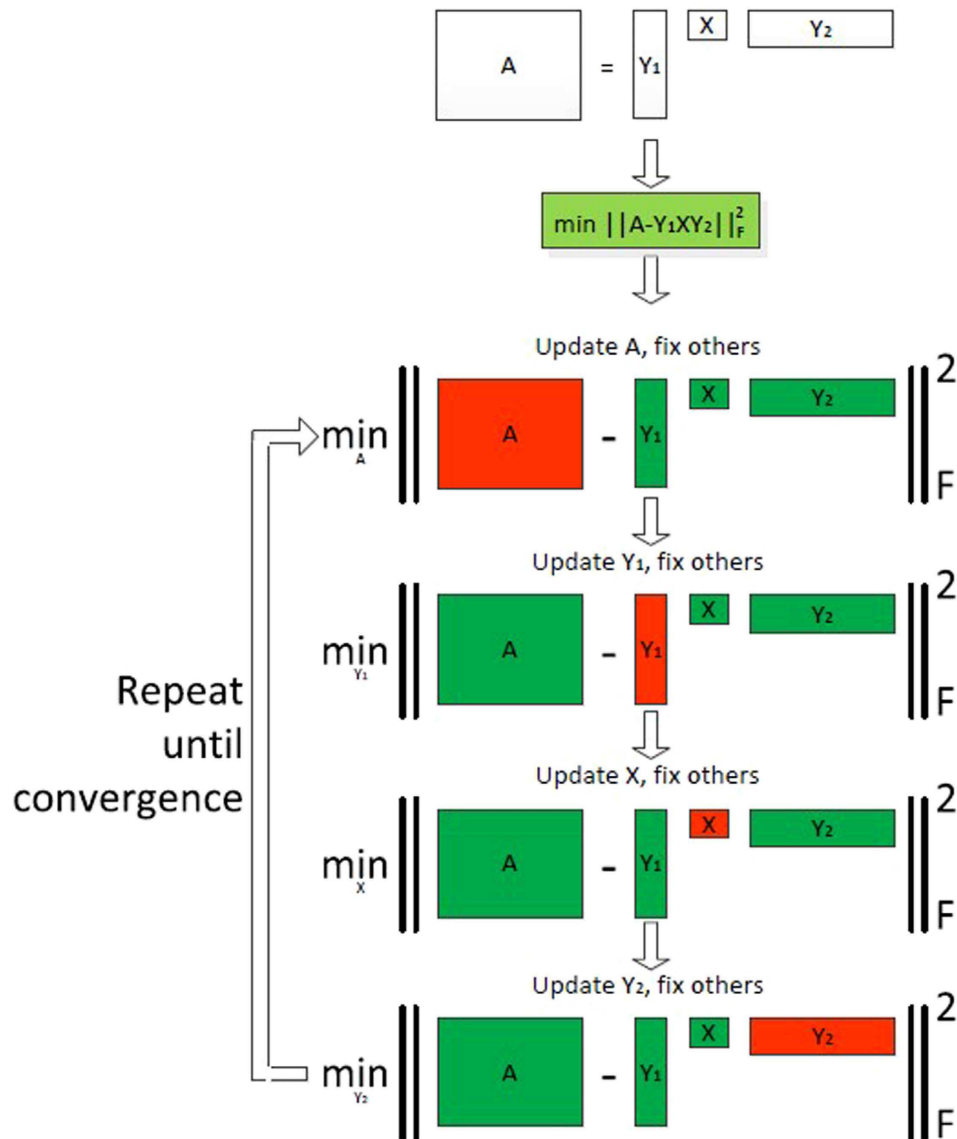 A = Y₁ X Y₂
min ||A-Y₁XY₂||²F
Update A, fix others
min A || A - Y₁ X Y₂ || 2 F
Update Y₁, fix others
min Y₁ || A - Y₁ X Y₂ || 2 F
Repeat
until
convergence
Update X, fix others
min X || A - Y₁ X Y₂ || 2 F
Update Y₂, fix others
min Y₂ || A - Y₁ X Y₂ || 2 F